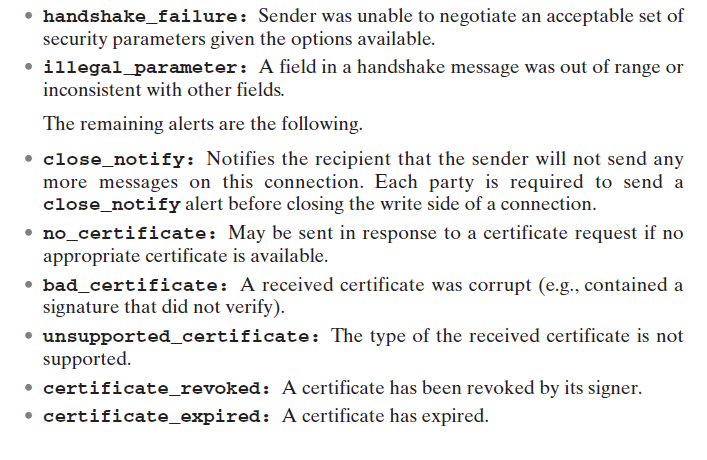 • handshake_failure: Sender was unable to negotiate an acceptable set of
security parameters given the options available.
• illegal_parameter: A field in a handshake message was out of range or
inconsistent with other fields.
The remaining alerts are the following.
• close_notify: Notifies the recipient that the sender will not send any
more messages on this connection. Each party is required to send a
close_notify alert before closing the write side of a connection.
• no_certificate: May be sent in response to a certificate request if no
appropriate certificate is available.
• bad_certificate: A received certificate was corrupt (e.g., contained a
signature that did not verify).
• unsupported_certificate: The type of the received certificate is not
supported.
• certificate_revoked: A certificate has been revoked by its signer.
• certificate_expired: A certificate has expired.